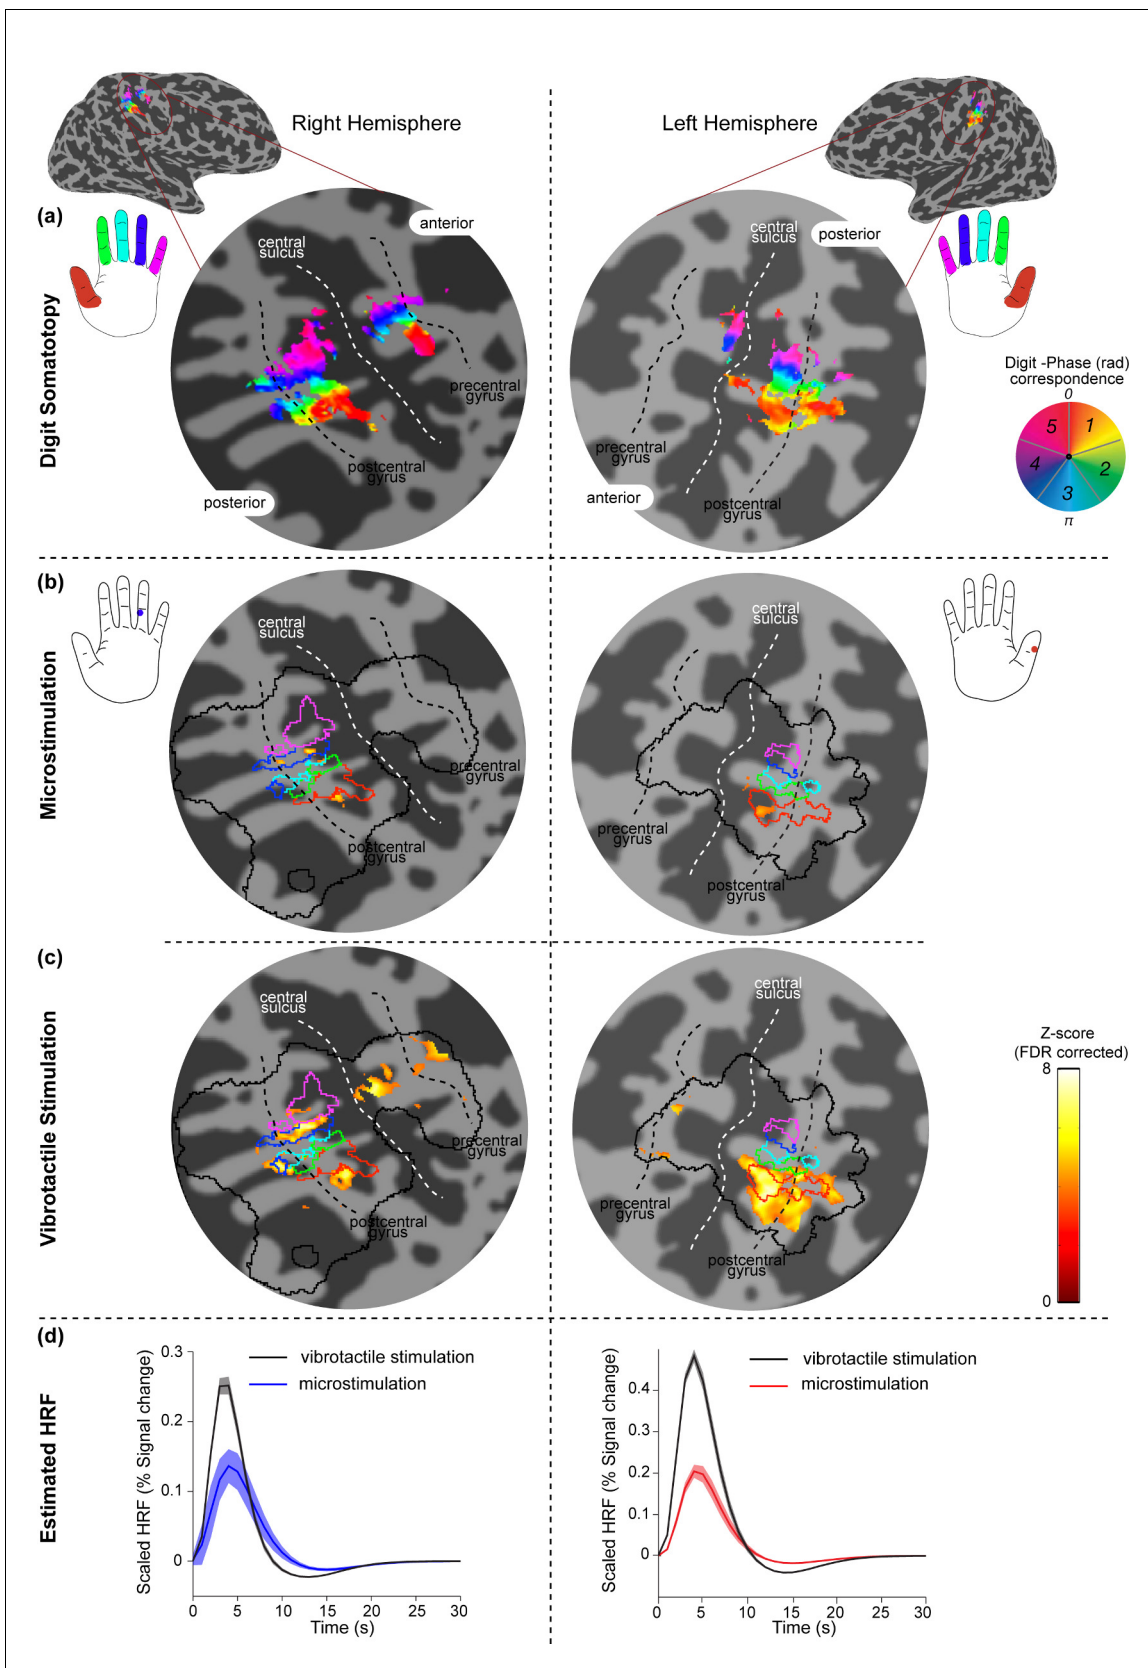 Right Hemisphere
Left Hemisphere
(a)
Digit Somatotopy
anterior
central
sulcus
precentral
gyrus
postcentral
gyrus
posterior
central
sulcus
posterior
precentral
gyrus
anterior
postcentral
gyrus
Digit -Phase (rad)
correspondence
0
5 1
4 2
3
π
(b)
Microstimulation
central
sulcus
precentral
gyrus
postcentral
gyrus
central
sulcus
precentral
gyrus
postcentral
gyrus
(c)
Vibrotactile Stimulation
central
sulcus
precentral
gyrus
postcentral
gyrus
central
sulcus
precentral
gyrus
postcentral
gyrus
Z-score
(FDR corrected)
8
0
(d)
Estimated HRF
Scaled HRF (% Signal change)
0.3
0.2
0.1
0
vibrotactile stimulation
microstimulation
0 5 10 15 20 25 30
Time (s)
Scaled HRF (% Signal change)
0.4
0.3
0.2
0.1
0
vibrotactile stimulation
microstimulation
0 5 10 15 20 25 30
Time (s)